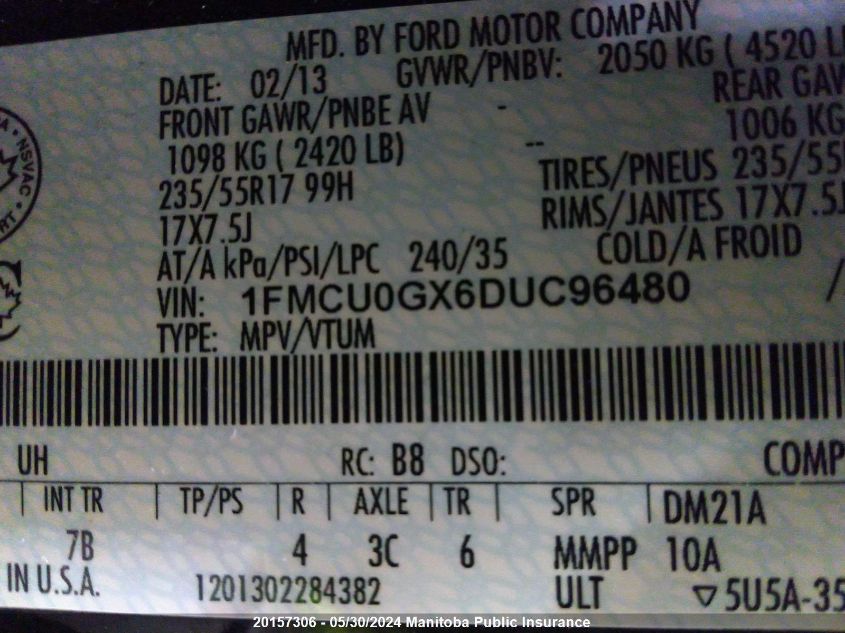 MFD. BY FORD MOTOR COMPANY
DATE: 02/13 GVWR/PNBV: 2050 KG ( 4520 L
FRONT GAWR/PNBE AV - REAR GAW
1098 KG ( 2420 LB) -- 1006 KG
235/55R17 99H TIRES/PNEUS 235/55
17X7.5J RIMS/JANTES 17X7.5J
AT/A kPa/PSI/LPC 240/35 COLD/A FROID
VIN: 1FMCU0GX6DUC96480 /
TYPE: MPV/VTUM
NSVAC
UH RC: B8 DSO: COMP
INT TR TP/PS R AXLE TR SPR DM21A
7B 4 3C 6 MMPP 10A
IN U.S.A. 1201302284382 ULT ▽5U5A-35
20157306 - 05/30/2024 Manitoba Public Insurance